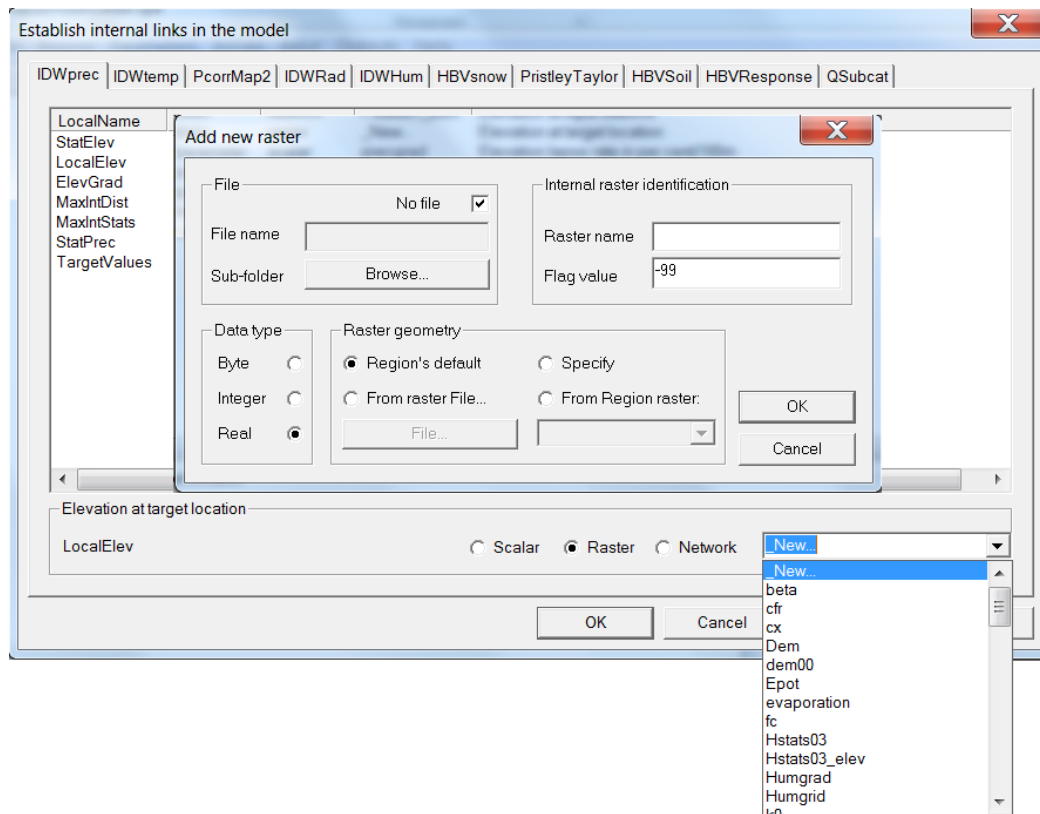 Establish internal links in the model
IDWprec IDWtemp PcorrMap2 IDWRad IDWHum HBVsnow PristleyTaylor HBVSoil HBVResponse QSubcat
LocalName
StatElev
LocalElev
ElevGrad
MaxIntDist
MaxIntStats
StatPrec
TargetValues
Add new raster
File
No file
File name
Sub-folder Browse...
Internal raster identification
Raster name
Flag value -99
Data type
Byte
Integer
Real
Raster geometry
Region's default Specify
From raster File... From Region raster:
File...
OK
Cancel
Elevation at target location
LocalElev Scalar Raster Network _New...
OK Cancel
_New...
beta
cfr
cx
Dem
dem00
Epot
evaporation
fc
Hstats03
Hstats03_elev
Humgrad
Humgrid